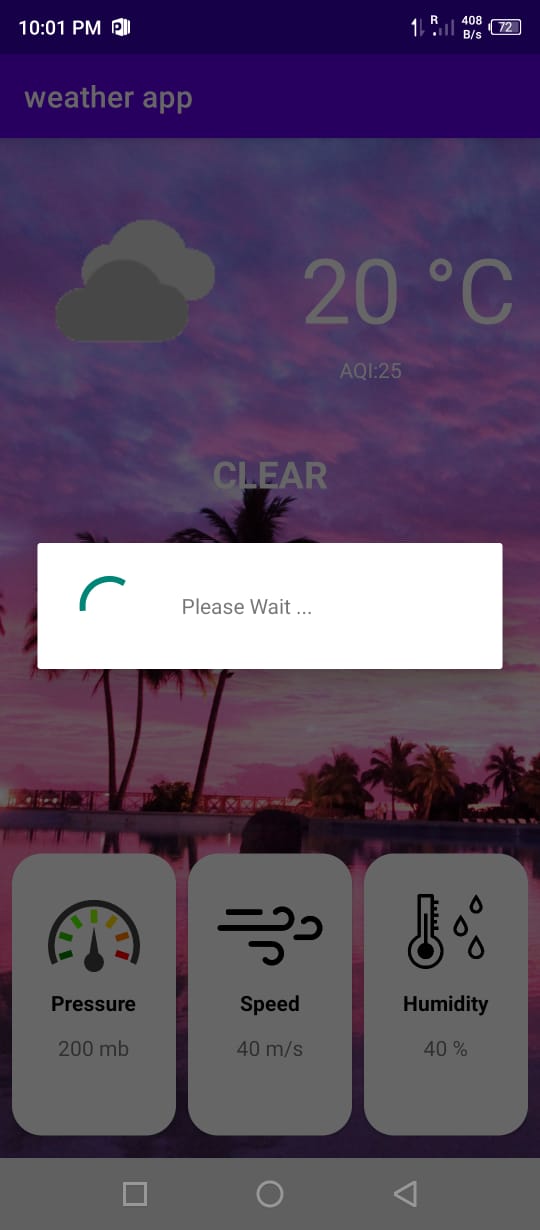 10:01 PM
R
408
B/s
72
weather app
20 °C
AQI:25
CLEAR
Please Wait ...
Pressure
Speed
Humidity
200 mb
40 m/s
40 %